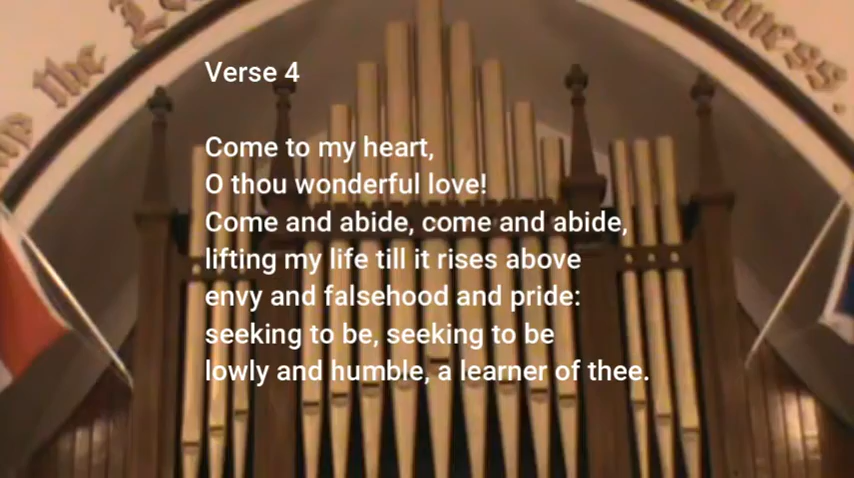 the
Verse 4
Come to my heart,
O thou wonderful love!
Come and abide, come and abide,
lifting my life till it rises above
envy and falsehood and pride:
seeking to be, seeking to be
lowly and humble, a learner of thee.